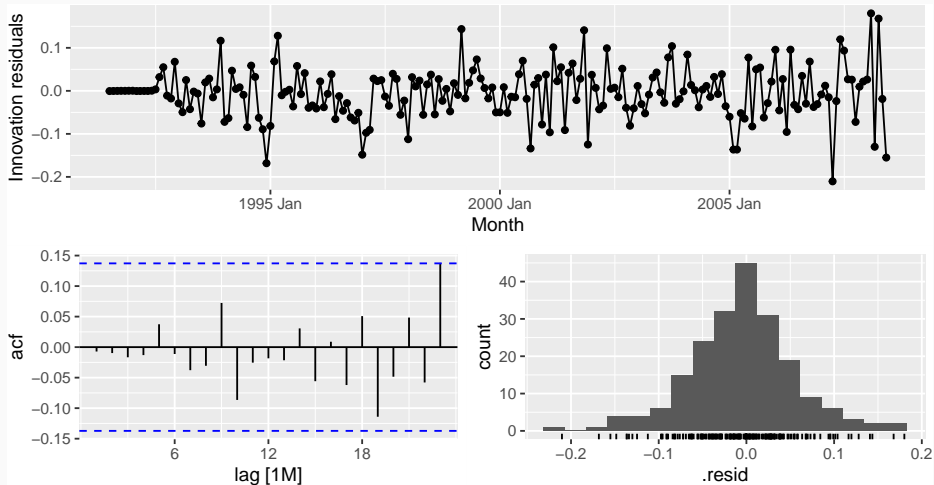 Innovation residuals
0.1
0.0
−0.1
−0.2
1995 Jan
2000 Jan
2005 Jan
Month
acf
0.15
0.10
0.05
0.00
−0.05
−0.10
−0.15
6
12
18
lag [1M]
count
40
30
20
10
0
−0.2
−0.1
0.0
0.1
0.2
.resid